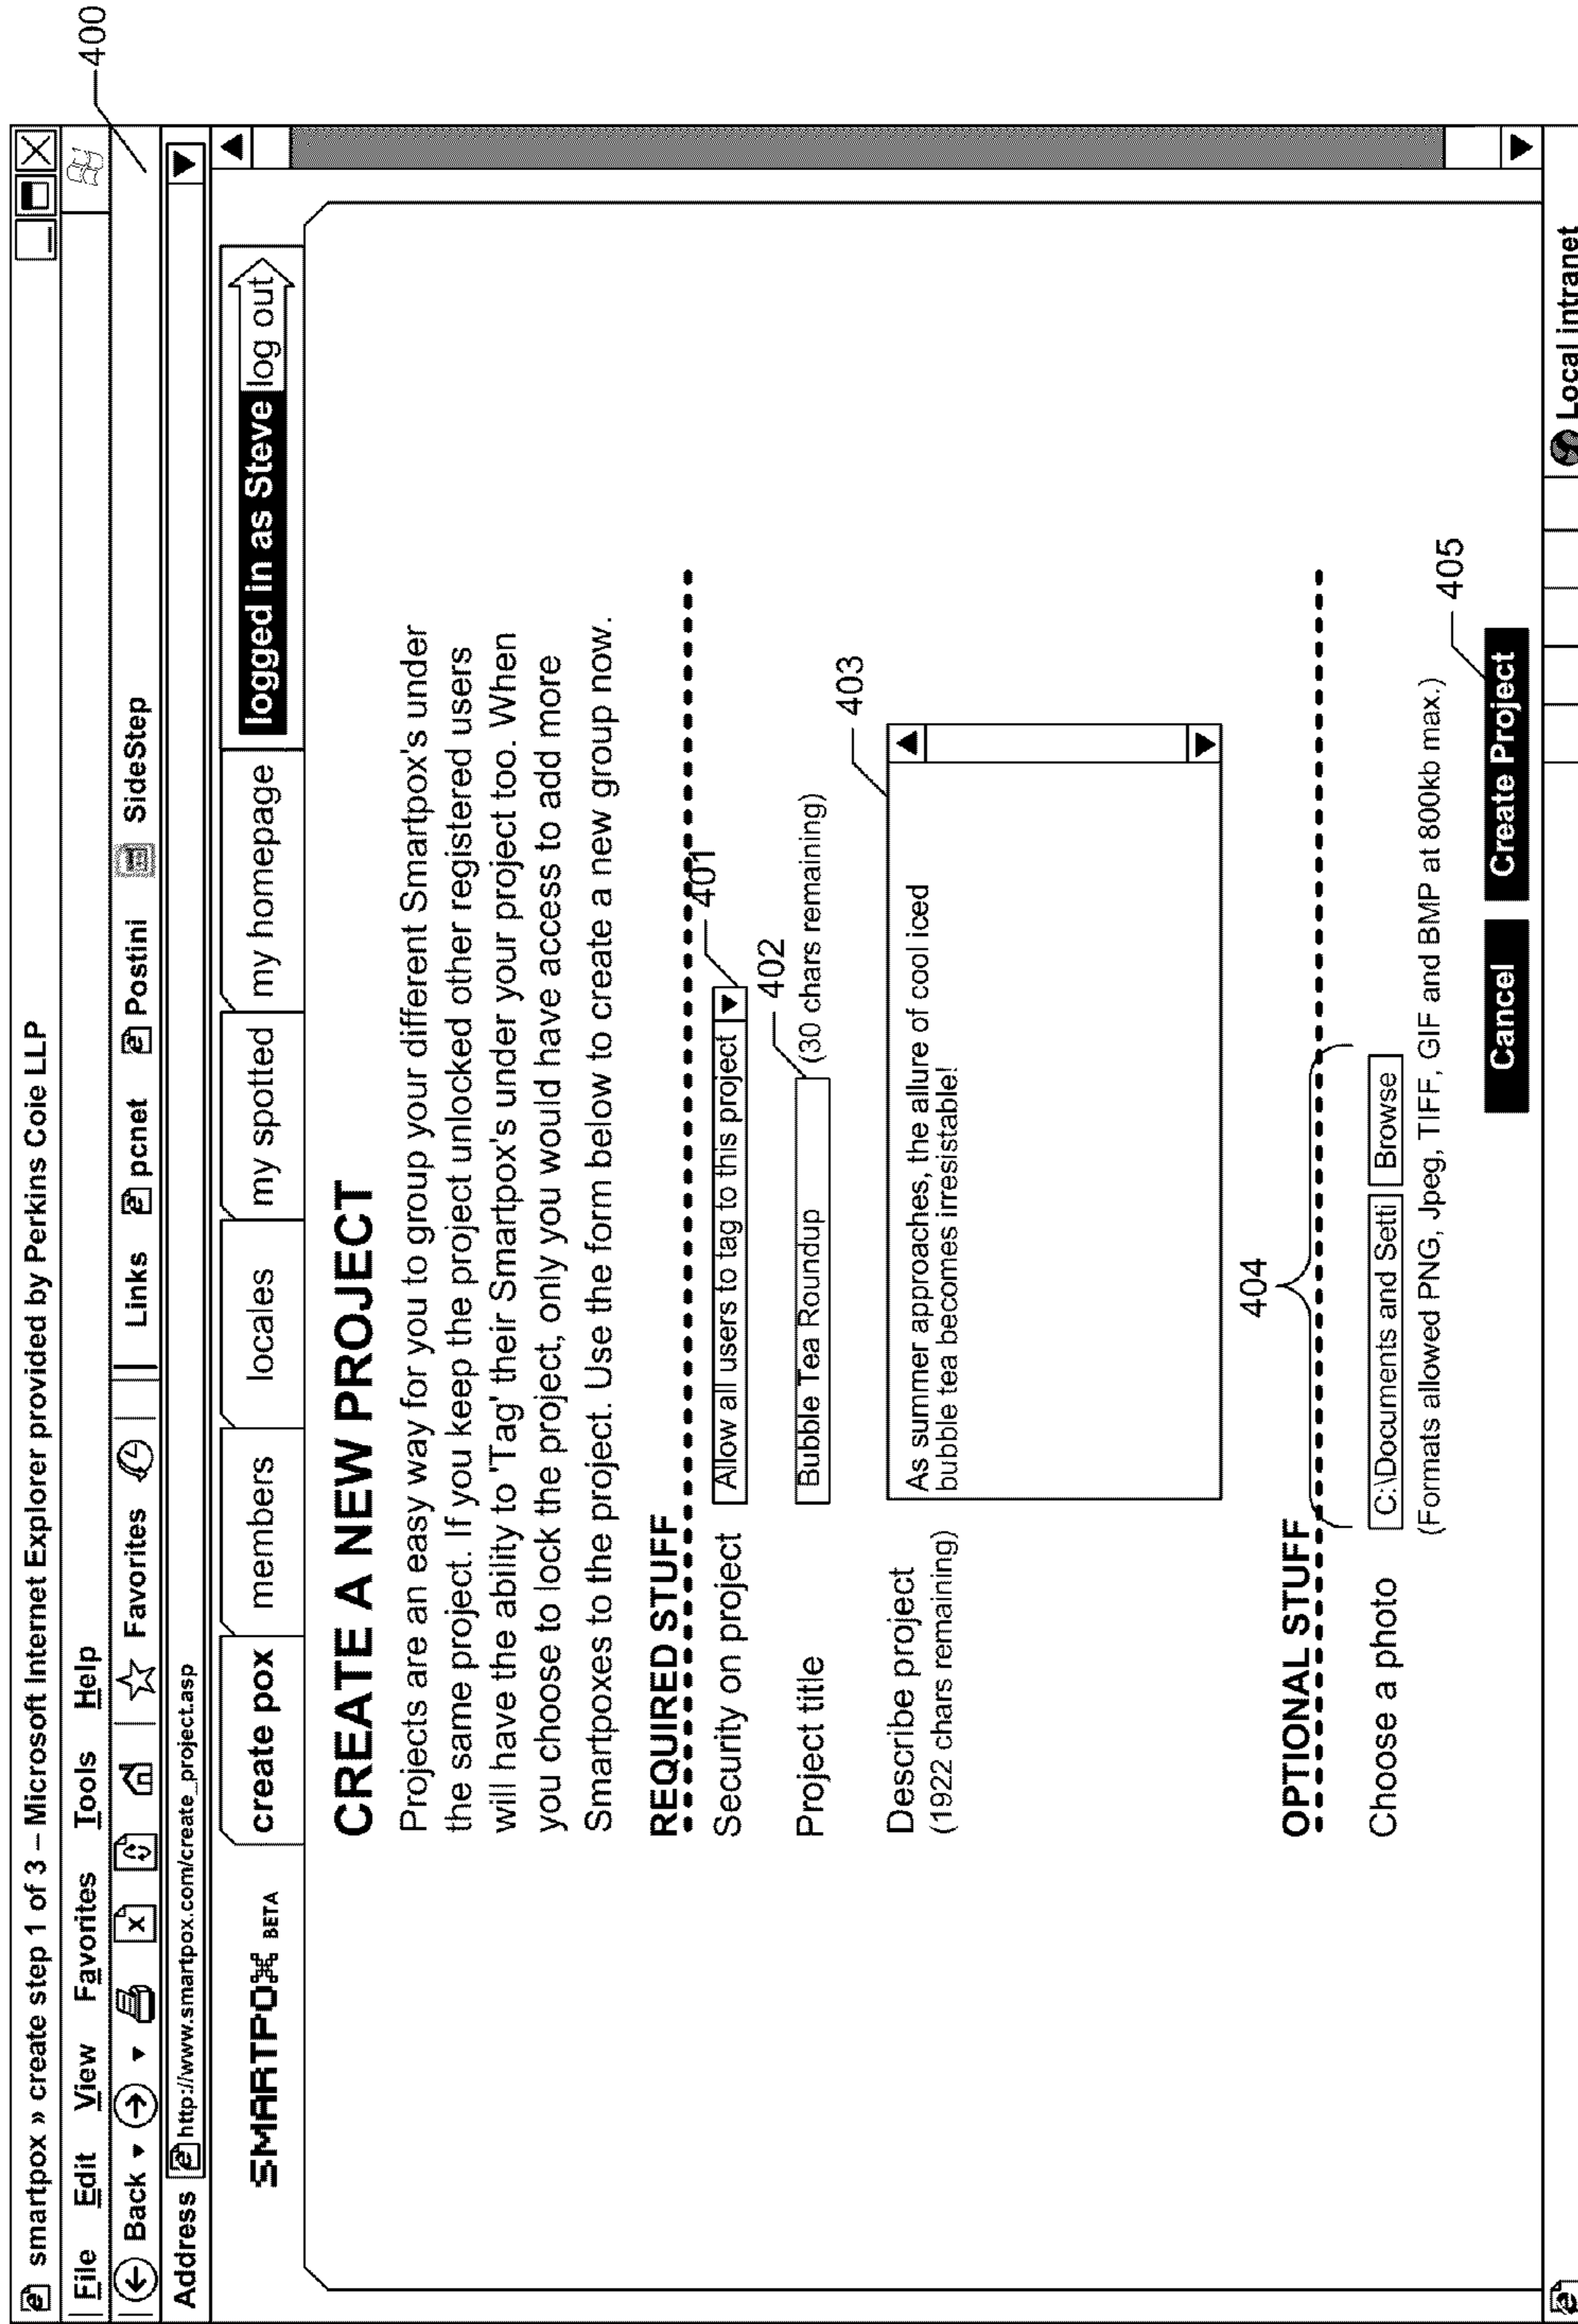 smartpox » create step 1 of 3 – Microsoft Internet Explorer provided by Perkins Coie LLP
File Edit View Favorites Tools Help
Back Favorites Links pcnet Postini SideStep
400
Address http://www.smartpox.com/create_project.asp
SMARTPOX BETA create pox members locales my spotted my homepage logged in as Steve log out
CREATE A NEW PROJECT
Projects are an easy way for you to group your different Smartpox's under
the same project. If you keep the project unlocked other registered users
will have the ability to 'Tag' their Smartpox's under your project too. When
you choose to lock the project, only you would have access to add more
Smartpoxes to the project. Use the form below to create a new group now.
REQUIRED STUFF
401
Security on project Allow all users to tag to this project
402
Project title Bubble Tea Roundup (30 chars remaining)
403
Describe project As summer approaches, the allure of cool iced
(1922 chars remaining) bubble tea becomes irresistable!
404
OPTIONAL STUFF
Choose a photo C:\Documents and Setti Browse
(Formats allowed PNG, Jpeg, TIFF, GIF and BMP at 800kb max.)
405
Cancel Create Project
Local intranet